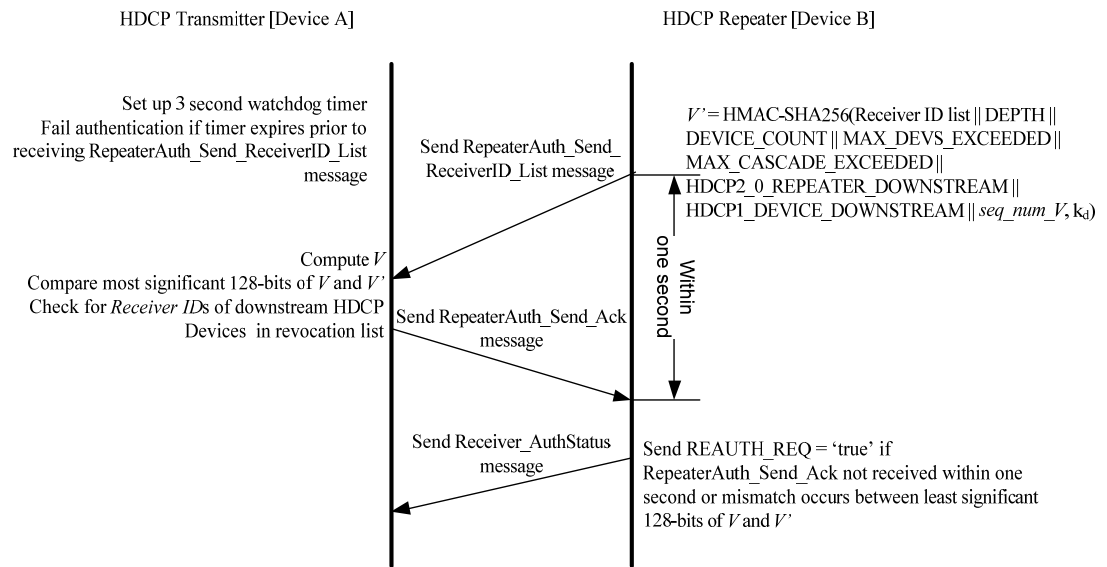 HDCP Transmitter [Device A]
HDCP Repeater [Device B]
Set up 3 second watchdog timer
Fail authentication if timer expires prior to
receiving RepeaterAuth_Send_ReceiverID_List
message
Send RepeaterAuth_Send_
ReceiverID_List message
V’ = HMAC-SHA256(Receiver ID list || DEPTH ||
DEVICE_COUNT || MAX_DEVS_EXCEEDED ||
MAX_CASCADE_EXCEEDED ||
HDCP2_0_REPEATER_DOWNSTREAM ||
HDCP1_DEVICE_DOWNSTREAM || seq_num_V, kd)
Within
one second
Compute V
Compare most significant 128-bits of V and V’
Check for Receiver IDs of downstream HDCP
Devices in revocation list
Send RepeaterAuth_Send_Ack
message
Send Receiver_AuthStatus
message
Send REAUTH_REQ = ‘true’ if
RepeaterAuth_Send_Ack not received within one
second or mismatch occurs between least significant
128-bits of V and V’